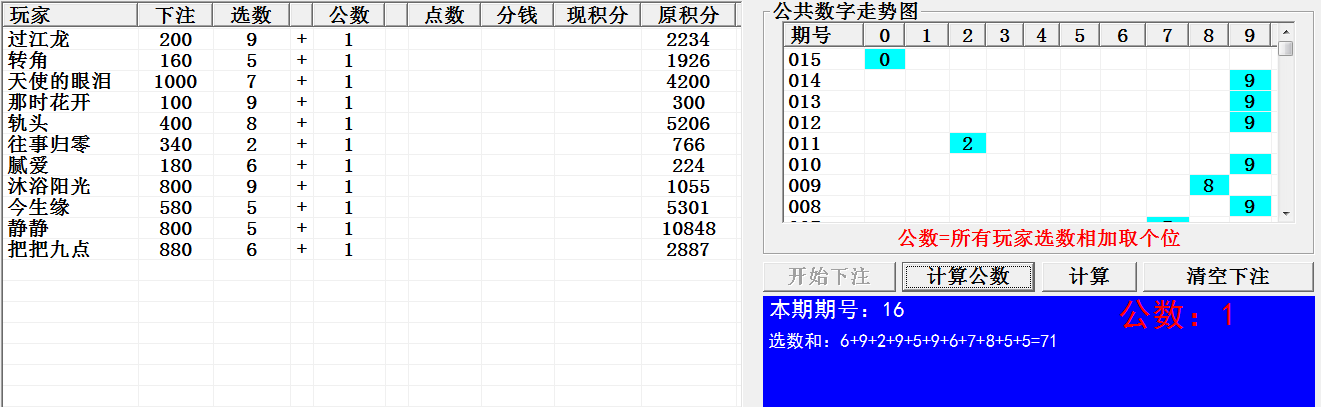 玩家 下注 选数 公数 点数 分钱 现积分 原积分
过江龙 200 9 + 1 2234
转角 160 5 + 1 1926
天使的眼泪 1000 7 + 1 4200
那时花开 100 9 + 1 300
轨头 400 8 + 1 5206
往事归零 340 2 + 1 766
腻爱 180 6 + 1 224
沐浴阳光 800 9 + 1 1055
今生缘 580 5 + 1 5301
静静 800 5 + 1 10848
把把九点 880 6 + 1 2887
公共数字走势图
期号 0 1 2 3 4 5 6 7 8 9
015 0
014 9
013 9
012 9
011 2
010 9
009 8
008 9
公数=所有玩家选数相加取个位
开始下注 计算公数 计算 清空下注
本期期号：16 公数：1
选数和：6+9+2+9+5+9+6+7+8+5+5=71